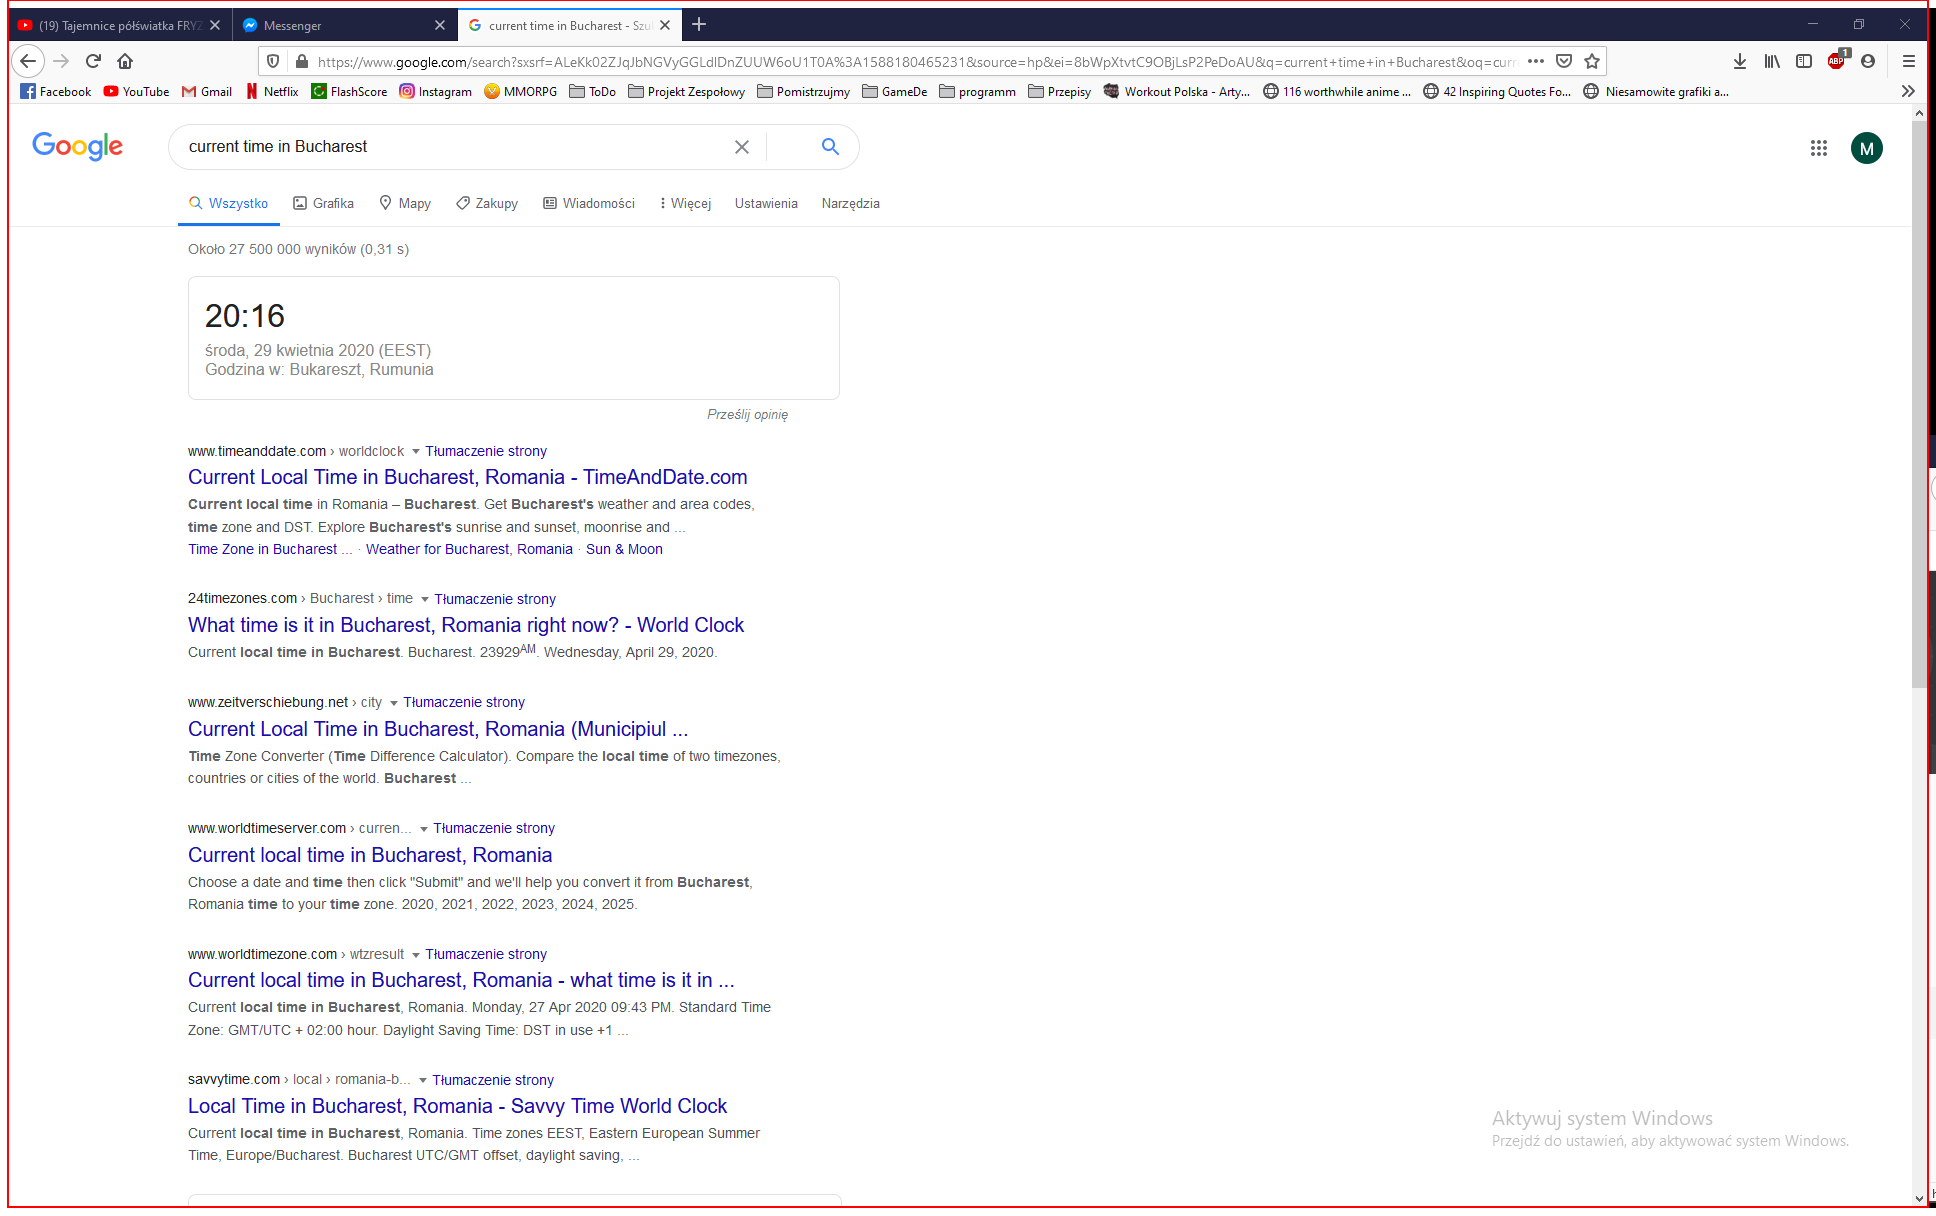 (19) Tajemnice półświatka FRYZ
Messenger
current time in Bucharest - Szu
https://www.google.com/search?sxsrf=ALeKk02ZJqJbNGVyGGLdlDnZUUW6oU1T0A%3A1588180465231&source=hp&ei=8bWpXtvtC9OBjLsP2PeDoAU&q=current+time+in+Bucharest&oq=curr
ABP
1
Facebook YouTube Gmail Netflix FlashScore Instagram MMORPG ToDo Projekt Zespołowy Pomistrzujmy GameDe programm Przepisy Workout Polska - Arty... 116 worthwhile anime ... 42 Inspiring Quotes Fo... Niesamowite grafiki a...
Google
current time in Bucharest
M
Wszystko Grafika Mapy Zakupy Wiadomości Więcej Ustawienia Narzędzia
Około 27 500 000 wyników (0,31 s)
20:16
środa, 29 kwietnia 2020 (EEST)
Godzina w: Bukareszt, Rumunia
Prześlij opinię
www.timeanddate.com › worldclock Tłumaczenie strony
Current Local Time in Bucharest, Romania - TimeAndDate.com
Current local time in Romania – Bucharest. Get Bucharest's weather and area codes,
time zone and DST. Explore Bucharest's sunrise and sunset, moonrise and ...
Time Zone in Bucharest ... · Weather for Bucharest, Romania · Sun & Moon
24timezones.com › Bucharest › time Tłumaczenie strony
What time is it in Bucharest, Romania right now? - World Clock
Current local time in Bucharest. Bucharest. 23929AM. Wednesday, April 29, 2020.
www.zeitverschiebung.net › city Tłumaczenie strony
Current Local Time in Bucharest, Romania (Municipiul ...
Time Zone Converter (Time Difference Calculator). Compare the local time of two timezones,
countries or cities of the world. Bucharest ...
www.worldtimeserver.com › curren... Tłumaczenie strony
Current local time in Bucharest, Romania
Choose a date and time then click "Submit" and we'll help you convert it from Bucharest,
Romania time to your time zone. 2020, 2021, 2022, 2023, 2024, 2025.
www.worldtimezone.com › wtzresult Tłumaczenie strony
Current local time in Bucharest, Romania - what time is it in ...
Current local time in Bucharest, Romania. Monday, 27 Apr 2020 09:43 PM. Standard Time
Zone: GMT/UTC + 02:00 hour. Daylight Saving Time: DST in use +1 ...
savvytime.com › local › romania-b... Tłumaczenie strony
Local Time in Bucharest, Romania - Savvy Time World Clock
Current local time in Bucharest, Romania. Time zones EEST, Eastern European Summer
Time, Europe/Bucharest. Bucharest UTC/GMT offset, daylight saving, ...
Aktywuj system Windows
Przejdź do ustawień, aby aktywować system Windows.